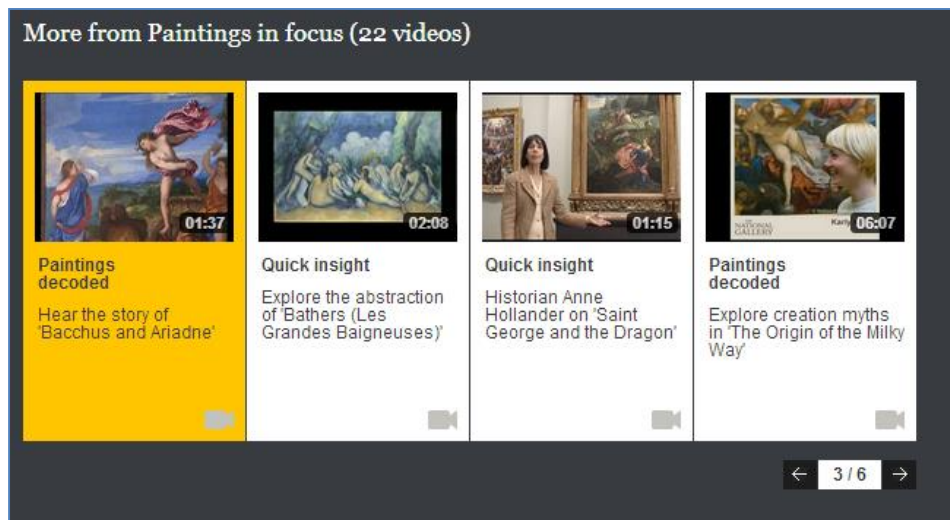 More from Paintings in focus (22 videos)
01:37
Paintings
decoded
Hear the story of
'Bacchus and Ariadne'
02:08
Quick insight
Explore the abstraction
of 'Bathers (Les
Grandes Baigneuses)'
01:15
Quick insight
Historian Anne
Hollander on 'Saint
George and the Dragon'
THE
NATIONAL
GALLERY
06:07
Paintings
decoded
Explore creation myths
in 'The Origin of the Milky
Way'
← 3 / 6 →